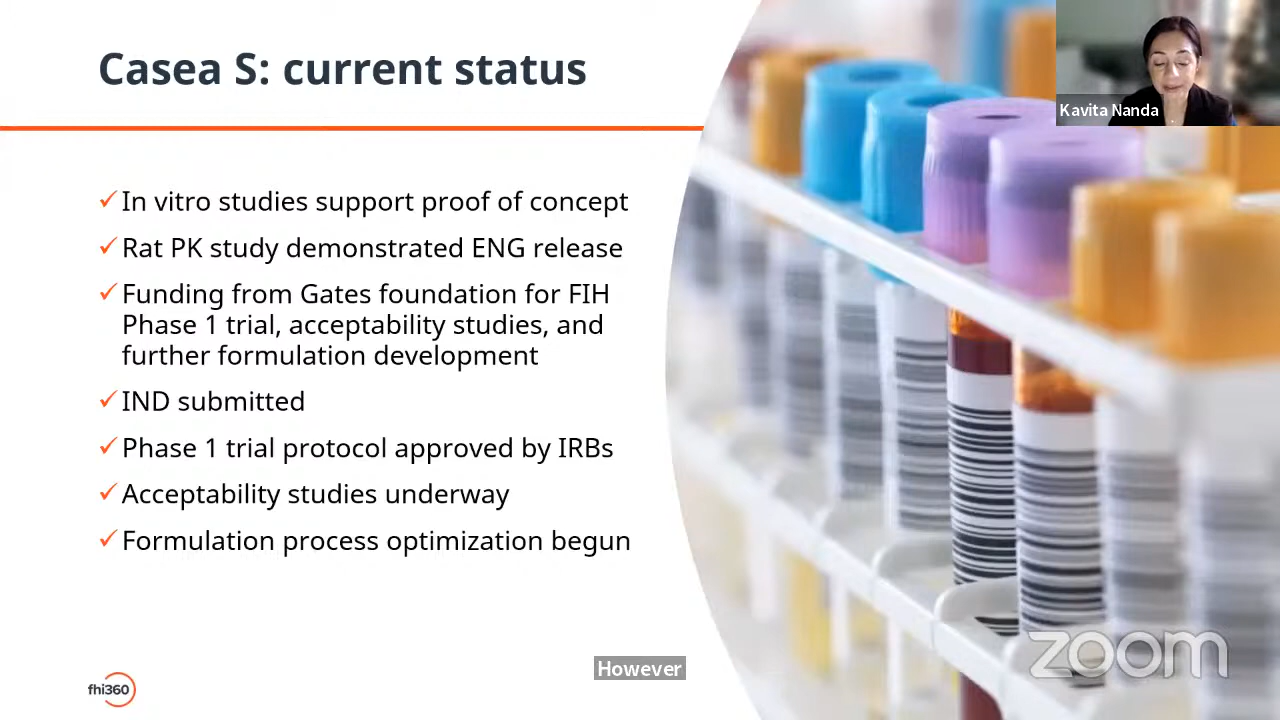 Casea S: current status
Kavita Nanda
✓ In vitro studies support proof of concept
✓ Rat PK study demonstrated ENG release
✓ Funding from Gates foundation for FIH
Phase 1 trial, acceptability studies, and
further formulation development
✓ IND submitted
✓ Phase 1 trial protocol approved by IRBs
✓ Acceptability studies underway
✓ Formulation process optimization begun
However
zoom
fhi360